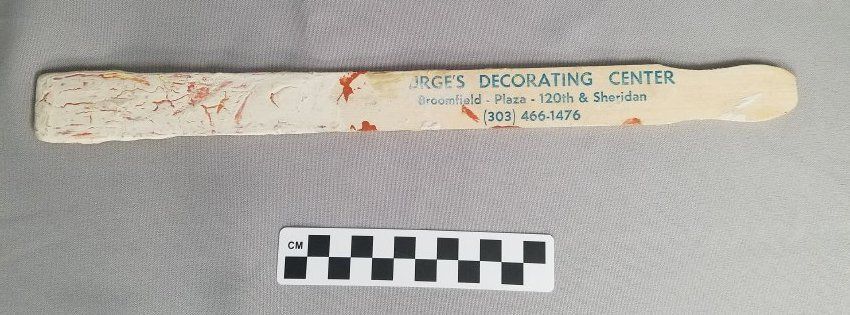 URGE'S DECORATING CENTER
Broomfield - Plaza - 120th & Sheridan
(303) 466-1476
CM